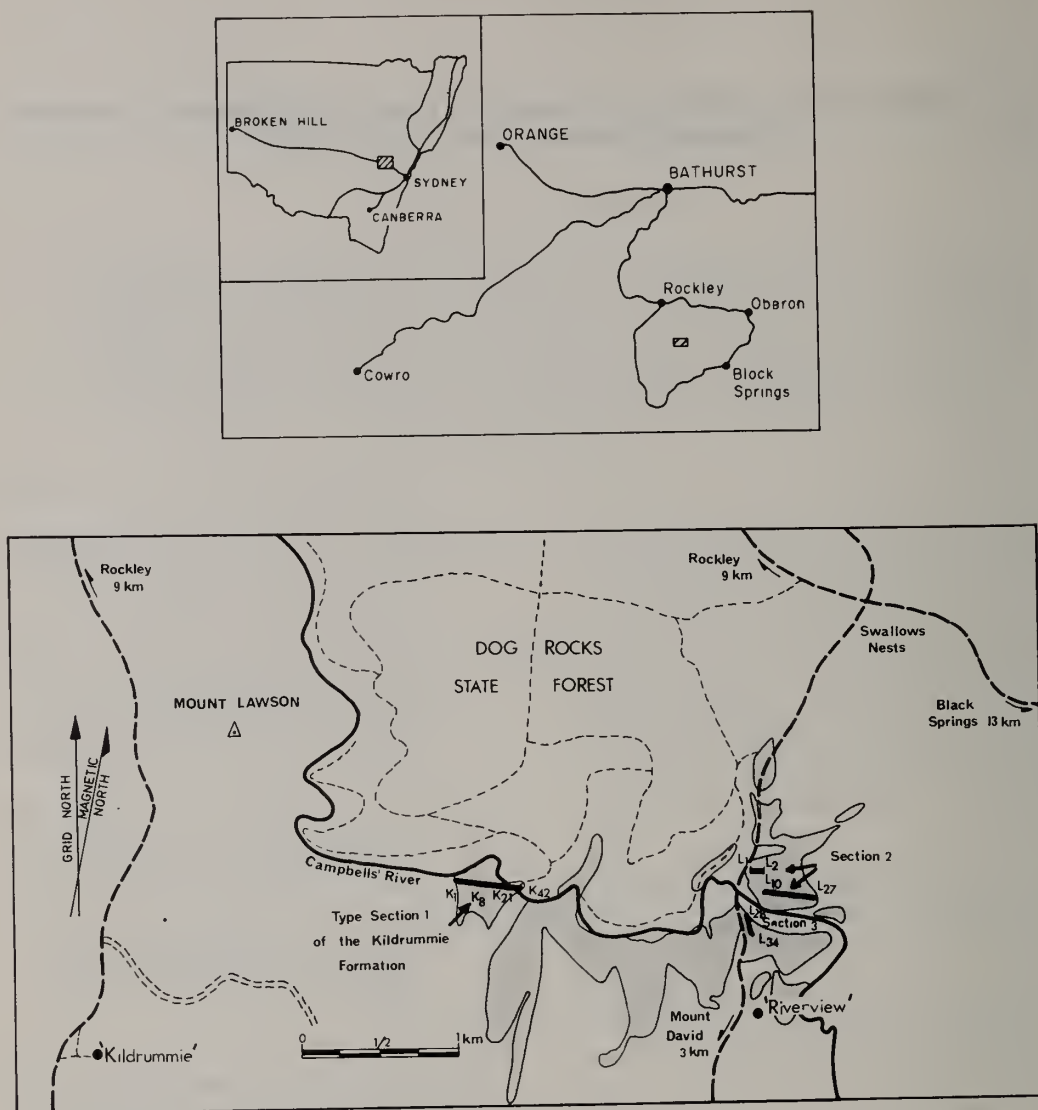 BROKEN HILL
SYDNEY
CANBERRA
ORANGE
BATHURST
Rockley
Oberon
Cowro
Block
Springs
Rockley
9 km
Rockley
9 km
DOG ROCKS
STATE FOREST
Swallows
Nests
MOUNT LAWSON
Black
Springs 13 km
GRID NORTH
MAGNETIC
NORTH
Campbells' River
L1
L2
Section 2
L10
L27
K1
K8
K21
K42
L28
Section 3
L34
Type Section 1
of the Kildrummie
Formation
'Riverview'
Mount
David
3 km
0 1/2 1 km
'Kildrummie'